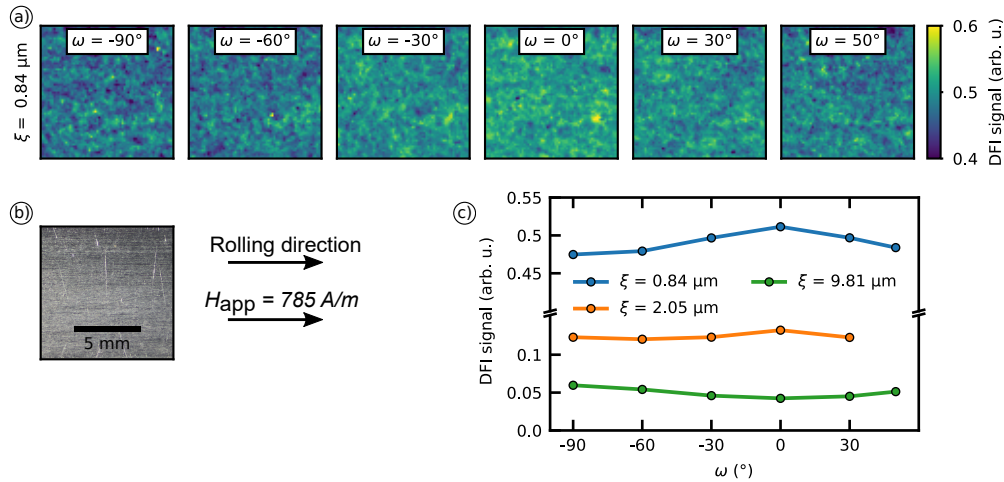 a)
ω = -90°
ω = -60°
ω = -30°
ω = 0°
ω = 30°
ω = 50°
ξ = 0.84 μm
0.6
0.5
0.4
DFI signal (arb. u.)
b)
5 mm
Rolling direction
Happ = 785 A/m
c)
DFI signal (arb. u.)
0.55
0.5
0.45
0.1
0.05
0.0
ξ = 0.84 μm
ξ = 2.05 μm
ξ = 9.81 μm
-90
-60
-30
0
30
ω (°)